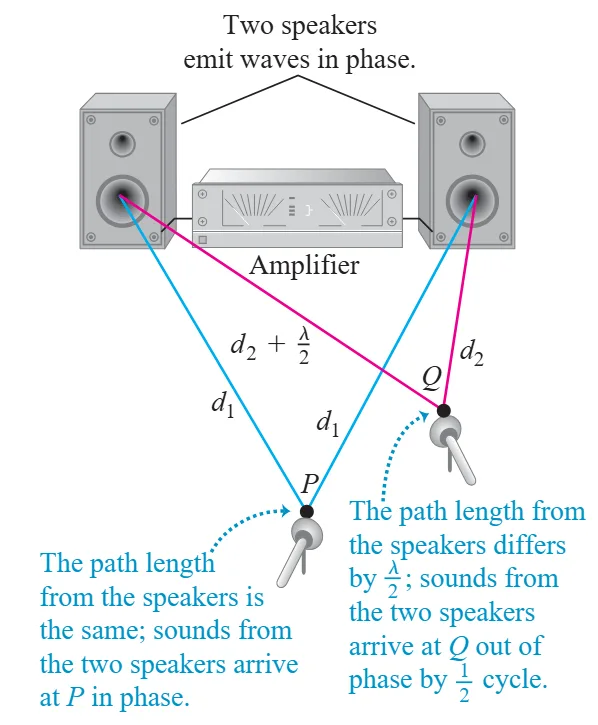 Two speakers
emit waves in phase.
Amplifier
d₂ + λ/2
d₂
Q
d₁
d₁
P
The path length
from the speakers is
the same; sounds from
the two speakers arrive
at P in phase.
The path length from
the speakers differs
by λ/2; sounds from
the two speakers
arrive at Q out of
phase by 1/2 cycle.